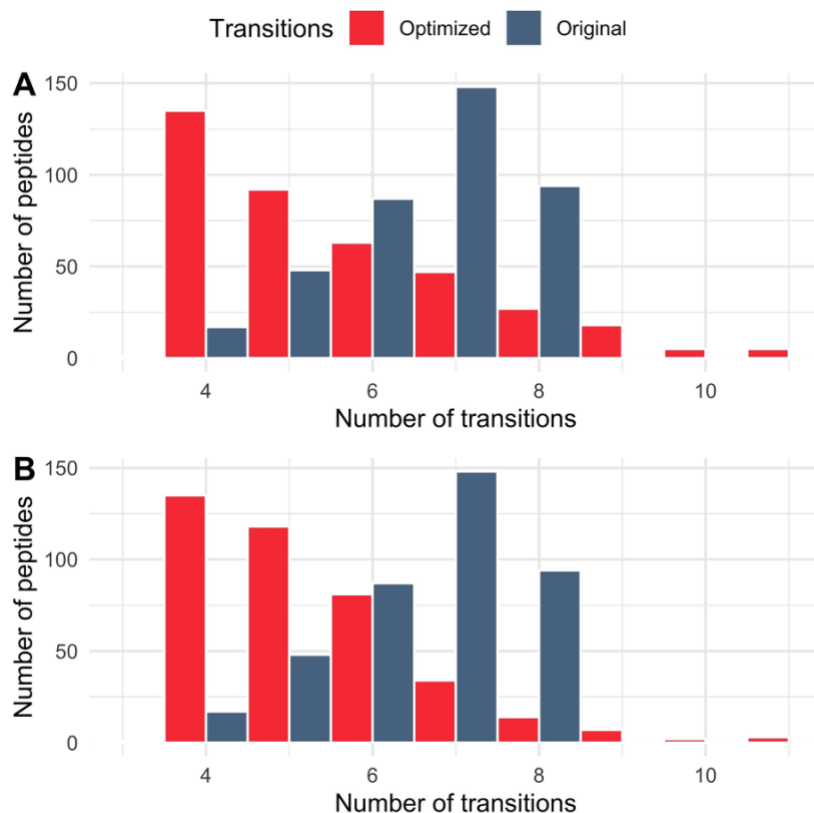 Transitions Optimized Original
A
150
100
50
0
Number of peptides
4 6 8 10
Number of transitions
B
150
100
50
0
Number of peptides
4 6 8 10
Number of transitions